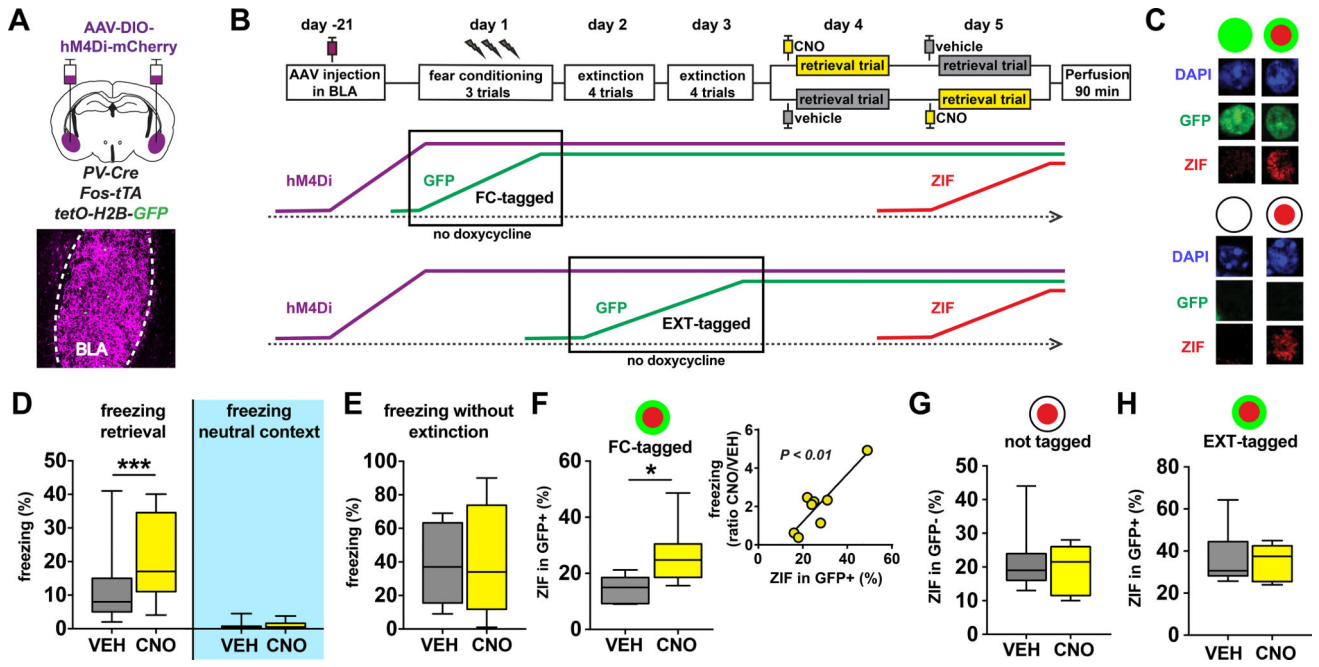 A
AAV-DIO-
hM4Di-mCherry
PV-Cre
Fos-tTA
tetO-H2B-GFP
BLA
B
day -21
day 1
day 2
day 3
day 4
day 5
CNO
vehicle
AAV injection
in BLA
fear conditioning
3 trials
extinction
4 trials
extinction
4 trials
retrieval trial
retrieval trial
retrieval trial
retrieval trial
vehicle
CNO
Perfusion
90 min
hM4Di
GFP
FC-tagged
ZIF
no doxycycline
hM4Di
GFP
EXT-tagged
ZIF
no doxycycline
C
DAPI
GFP
ZIF
DAPI
GFP
ZIF
D
freezing
retrieval
freezing
neutral context
***
freezing (%)
50
40
30
20
10
0
VEH
CNO
VEH
CNO
E
freezing without
extinction
freezing (%)
100
80
60
40
20
0
VEH
CNO
F
FC-tagged
*
ZIF in GFP+ (%)
60
40
20
0
VEH
CNO
P < 0.01
freezing
(ratio CNO/VEH)
6
4
2
0
0
20
40
60
ZIF in GFP+ (%)
G
not tagged
ZIF in GFP- (%)
50
40
30
20
10
0
VEH
CNO
H
EXT-tagged
ZIF in GFP+ (%)
80
60
40
20
0
VEH
CNO